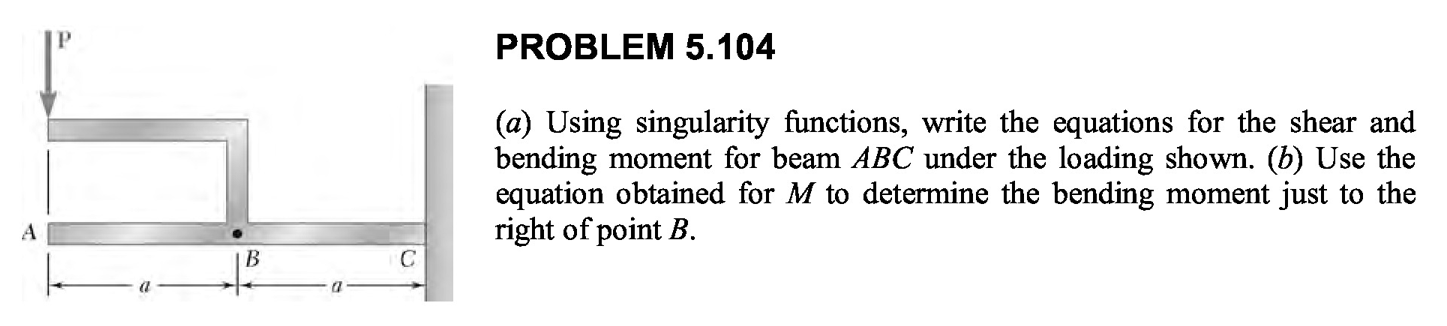 P
PROBLEM 5.104
(a) Using singularity functions, write the equations for the shear and
bending moment for beam ABC under the loading shown. (b) Use the
equation obtained for M to determine the bending moment just to the
right of point B.
A
B
C
a
a